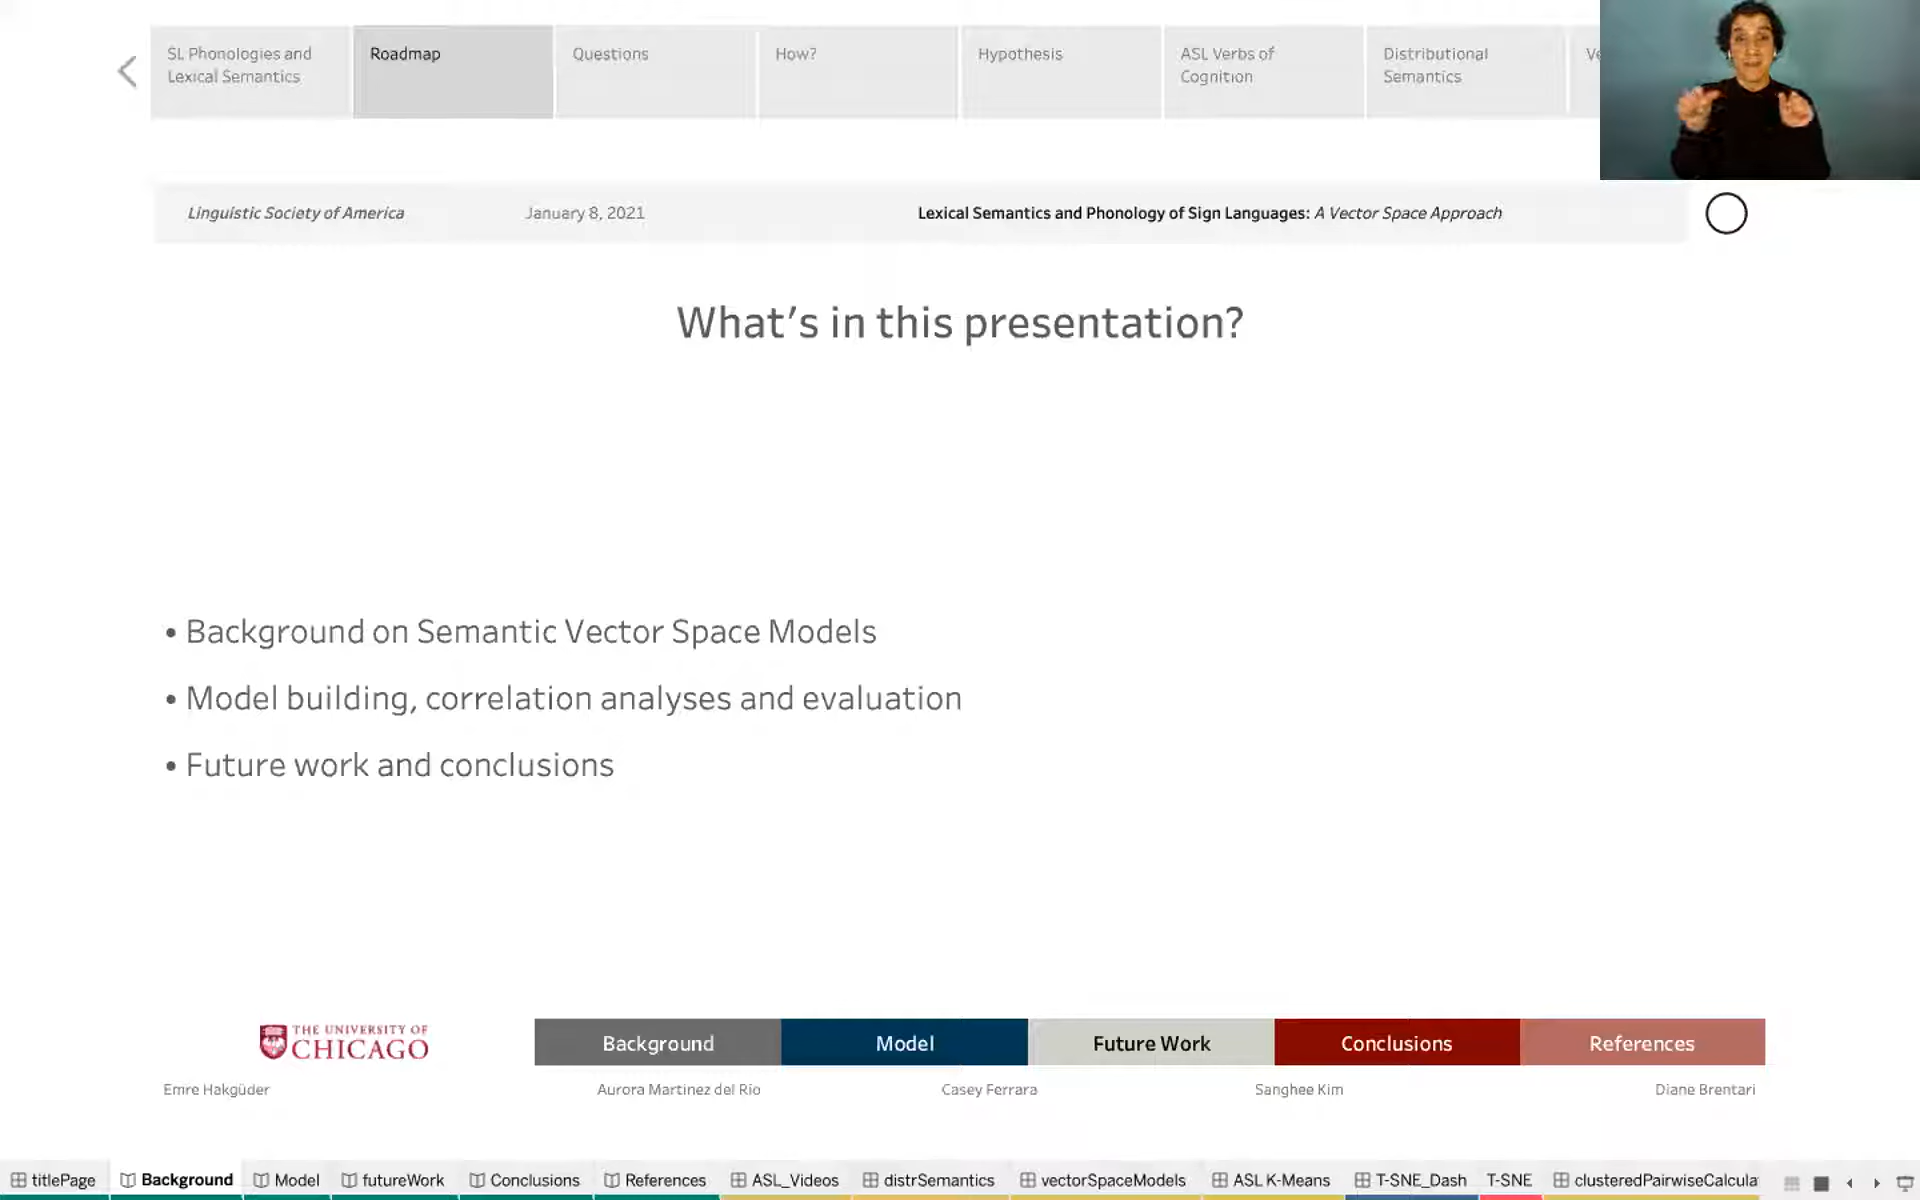 SL Phonologies and
Lexical Semantics
Roadmap
Questions
How?
Hypothesis
ASL Verbs of
Cognition
Distributional
Semantics
Linguistic Society of America
January 8, 2021
Lexical Semantics and Phonology of Sign Languages: A Vector Space Approach
What's in this presentation?
• Background on Semantic Vector Space Models
• Model building, correlation analyses and evaluation
• Future work and conclusions
THE UNIVERSITY OF
CHICAGO
Background
Model
Future Work
Conclusions
References
Emre Hakgüder
Aurora Martinez del Rio
Casey Ferrara
Sanghee Kim
Diane Brentari
titlePage
Background
Model
futureWork
Conclusions
References
ASL_Videos
distrSemantics
vectorSpaceModels
ASL K-Means
T-SNE_Dash
T-SNE
clusteredPairwiseCalcula